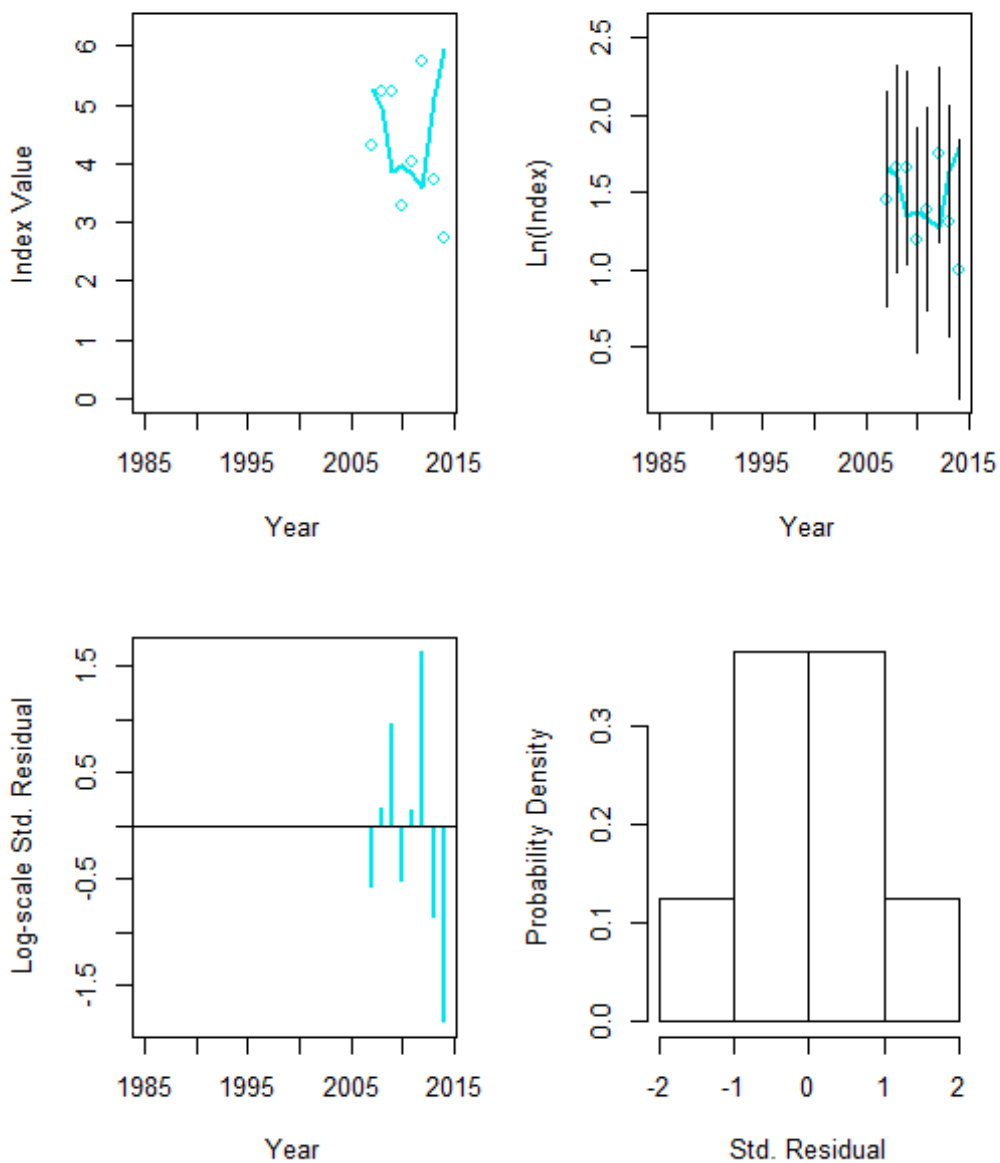 Index Value
0 1 2 3 4 5 6
1985 1995 2005 2015
Year
Ln(Index)
0.5 1.0 1.5 2.0 2.5
1985 1995 2005 2015
Year
Log-scale Std. Residual
-1.5 -0.5 0.5 1.5
1985 1995 2005 2015
Year
Probability Density
0.0 0.1 0.2 0.3
-2 -1 0 1 2
Std. Residual